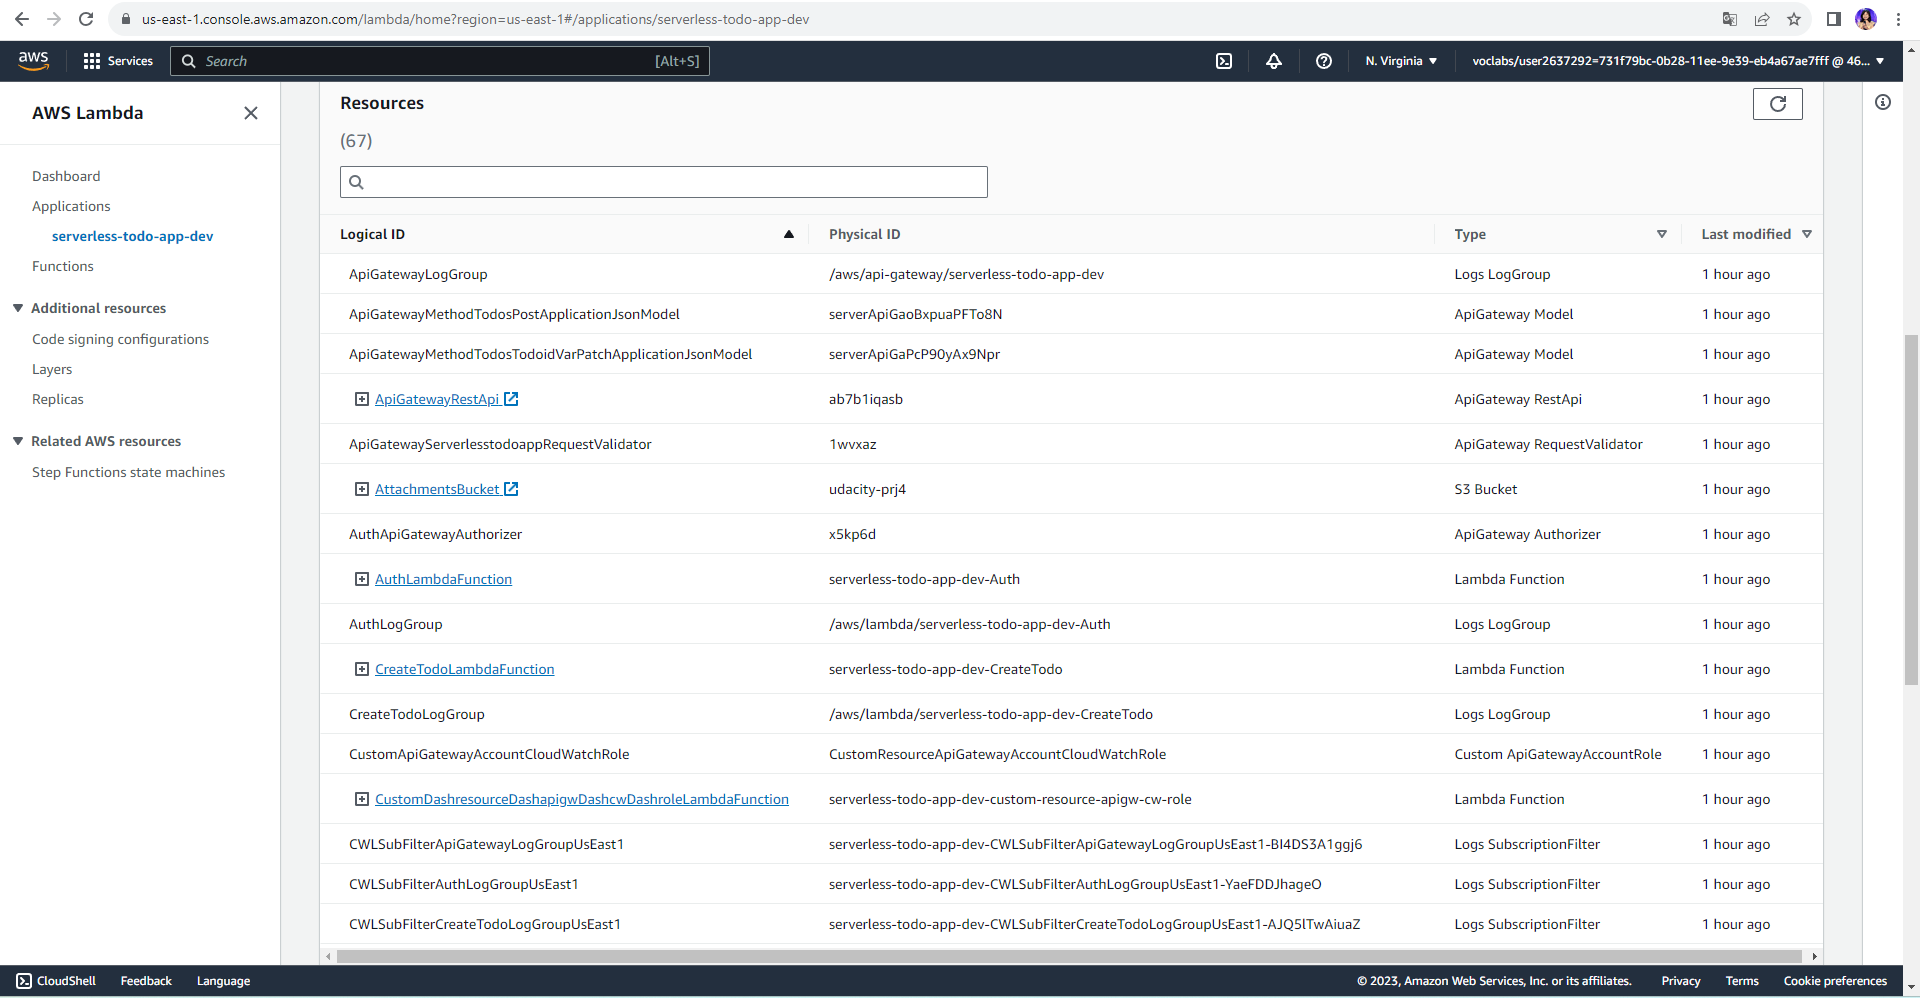 us-east-1.console.aws.amazon.com/lambda/home?region=us-east-1#/applications/serverless-todo-app-dev
aws Services Search [Alt+S] N. Virginia voclabs/user2637292=731f79bc-0b28-11ee-9e39-eb4a67ae7fff @ 46...
AWS Lambda
Dashboard
Applications
serverless-todo-app-dev
Functions
Additional resources
Code signing configurations
Layers
Replicas
Related AWS resources
Step Functions state machines
Resources
(67)
Logical ID Physical ID Type Last modified
ApiGatewayLogGroup /aws/api-gateway/serverless-todo-app-dev Logs LogGroup 1 hour ago
ApiGatewayMethodTodosPostApplicationJsonModel serverApiGaoBxpuaPFTo8N ApiGateway Model 1 hour ago
ApiGatewayMethodTodosTodoidVarPatchApplicationJsonModel serverApiGaPcP90yAx9Npr ApiGateway Model 1 hour ago
ApiGatewayRestApi ab7b1iqasb ApiGateway RestApi 1 hour ago
ApiGatewayServerlesstodoappRequestValidator 1wvxaz ApiGateway RequestValidator 1 hour ago
AttachmentsBucket udacity-prj4 S3 Bucket 1 hour ago
AuthApiGatewayAuthorizer x5kp6d ApiGateway Authorizer 1 hour ago
AuthLambdaFunction serverless-todo-app-dev-Auth Lambda Function 1 hour ago
AuthLogGroup /aws/lambda/serverless-todo-app-dev-Auth Logs LogGroup 1 hour ago
CreateTodoLambdaFunction serverless-todo-app-dev-CreateTodo Lambda Function 1 hour ago
CreateTodoLogGroup /aws/lambda/serverless-todo-app-dev-CreateTodo Logs LogGroup 1 hour ago
CustomApiGatewayAccountCloudWatchRole CustomResourceApiGatewayAccountCloudWatchRole Custom ApiGatewayAccountRole 1 hour ago
CustomDashresourceDashapigwDashcwDashroleLambdaFunction serverless-todo-app-dev-custom-resource-apigw-cw-role Lambda Function 1 hour ago
CWLSubFilterApiGatewayLogGroupUsEast1 serverless-todo-app-dev-CWLSubFilterApiGatewayLogGroupUsEast1-BI4DS3A1ggj6 Logs SubscriptionFilter 1 hour ago
CWLSubFilterAuthLogGroupUsEast1 serverless-todo-app-dev-CWLSubFilterAuthLogGroupUsEast1-YaeFDDJhageO Logs SubscriptionFilter 1 hour ago
CWLSubFilterCreateTodoLogGroupUsEast1 serverless-todo-app-dev-CWLSubFilterCreateTodoLogGroupUsEast1-AJQ5lTwAiuaZ Logs SubscriptionFilter 1 hour ago
CloudShell Feedback Language © 2023, Amazon Web Services, Inc. or its affiliates. Privacy Terms Cookie preferences